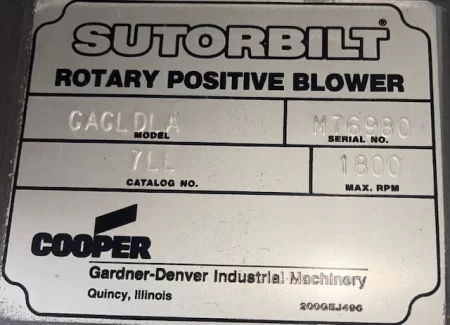 SUTORBILT®
ROTARY POSITIVE BLOWER
GAGLDLA M76980
MODEL SERIAL NO.
7LL 1800
CATALOG NO. MAX. RPM
COOPER
Gardner-Denver Industrial Machinery
Quincy, Illinois
200GEJ496